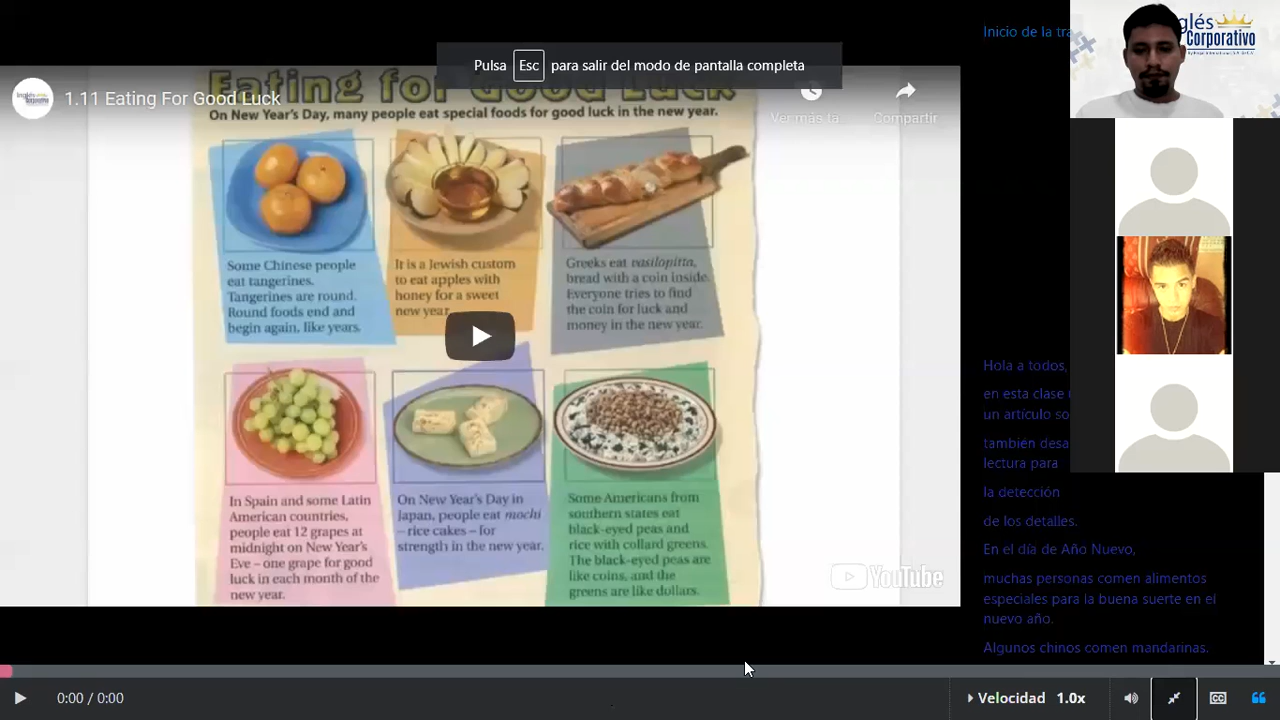 Inicio de la tra
glés
Corporativo
Pulsa Esc para salir del modo de pantalla completa
1.11 Eating For Good Luck
Eating for Good Luck
Ver más ta...
Compartir
On New Year's Day, many people eat special foods for good luck in the new year.
Some Chinese people
eat tangerines.
Tangerines are round.
Round foods end and
begin again, like years.
It is a Jewish custom
to eat apples with
honey for a sweet
new year.
Greeks eat vasilopitta,
bread with a coin inside.
Everyone tries to find
the coin for luck and
money in the new year.
In Spain and some Latin
American countries,
people eat 12 grapes at
midnight on New Year's
Eve – one grape for good
luck in each month of the
new year.
On New Year's Day in
Japan, people eat mochi
– rice cakes – for
strength in the new year.
Some Americans from
southern states eat
black-eyed peas and
rice with collard greens.
The black-eyed peas are
like coins, and the
greens are like dollars.
YouTube
Hola a todos,
en esta clase
un artículo so
también desa
lectura para
la detección
de los detalles.
En el día de Año Nuevo,
muchas personas comen alimentos
especiales para la buena suerte en el
nuevo año.
Algunos chinos comen mandarinas.
0:00 / 0:00
Velocidad 1.0x
CC